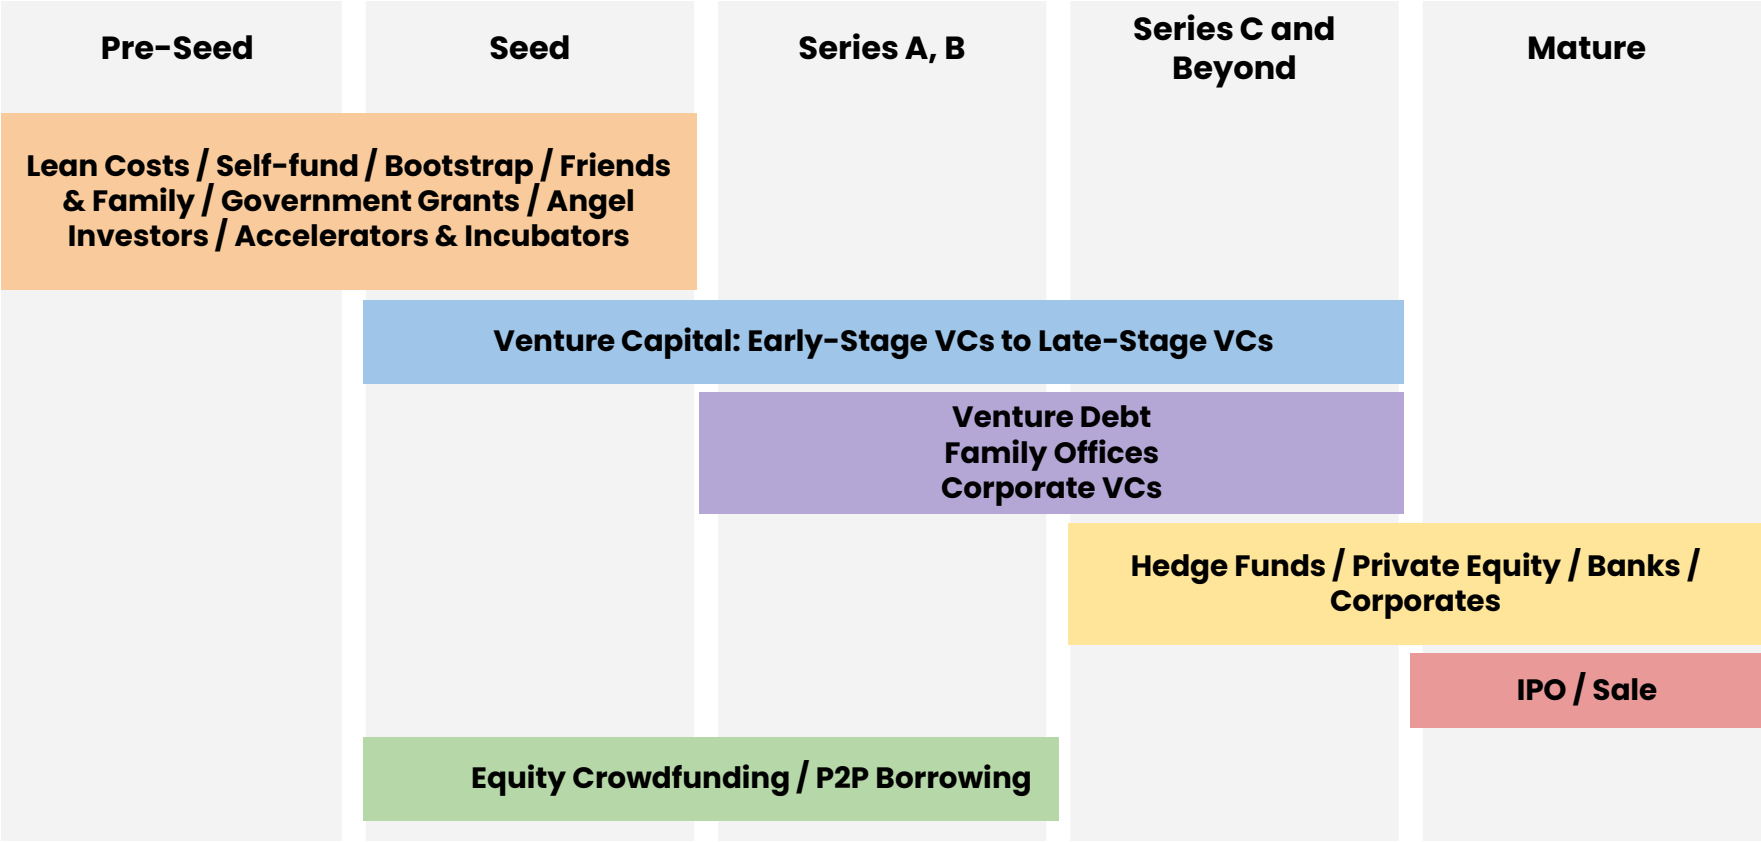 Pre-Seed
Seed
Series A, B
Series C and
Beyond
Mature
Lean Costs / Self-fund / Bootstrap / Friends
& Family / Government Grants / Angel
Investors / Accelerators & Incubators
Venture Capital: Early-Stage VCs to Late-Stage VCs
Venture Debt
Family Offices
Corporate VCs
Hedge Funds / Private Equity / Banks /
Corporates
IPO / Sale
Equity Crowdfunding / P2P Borrowing